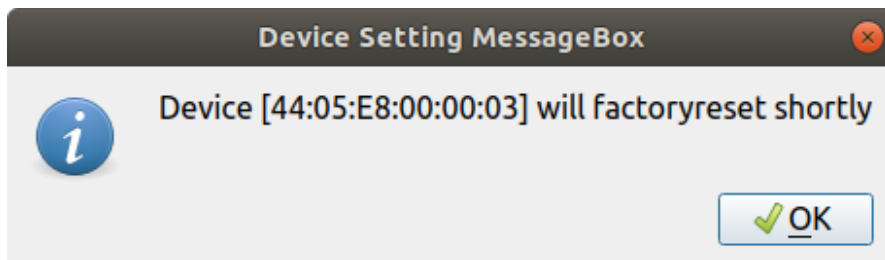 Device Setting MessageBox
Device [44:05:E8:00:00:03] will factoryreset shortly
OK